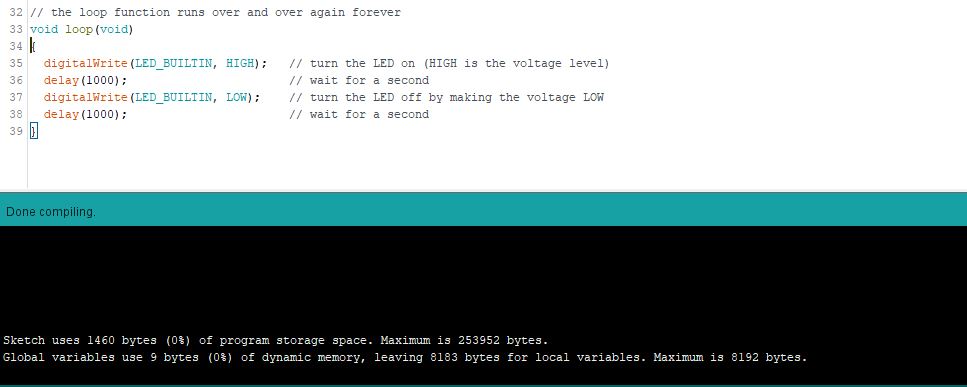 32 // the loop function runs over and over again forever
33 void loop(void)
34 {
35 digitalWrite(LED_BUILTIN, HIGH); // turn the LED on (HIGH is the voltage level)
36 delay(1000); // wait for a second
37 digitalWrite(LED_BUILTIN, LOW); // turn the LED off by making the voltage LOW
38 delay(1000); // wait for a second
39 }
Done compiling.
Sketch uses 1460 bytes (0%) of program storage space. Maximum is 253952 bytes.
Global variables use 9 bytes (0%) of dynamic memory, leaving 8183 bytes for local variables. Maximum is 8192 bytes.